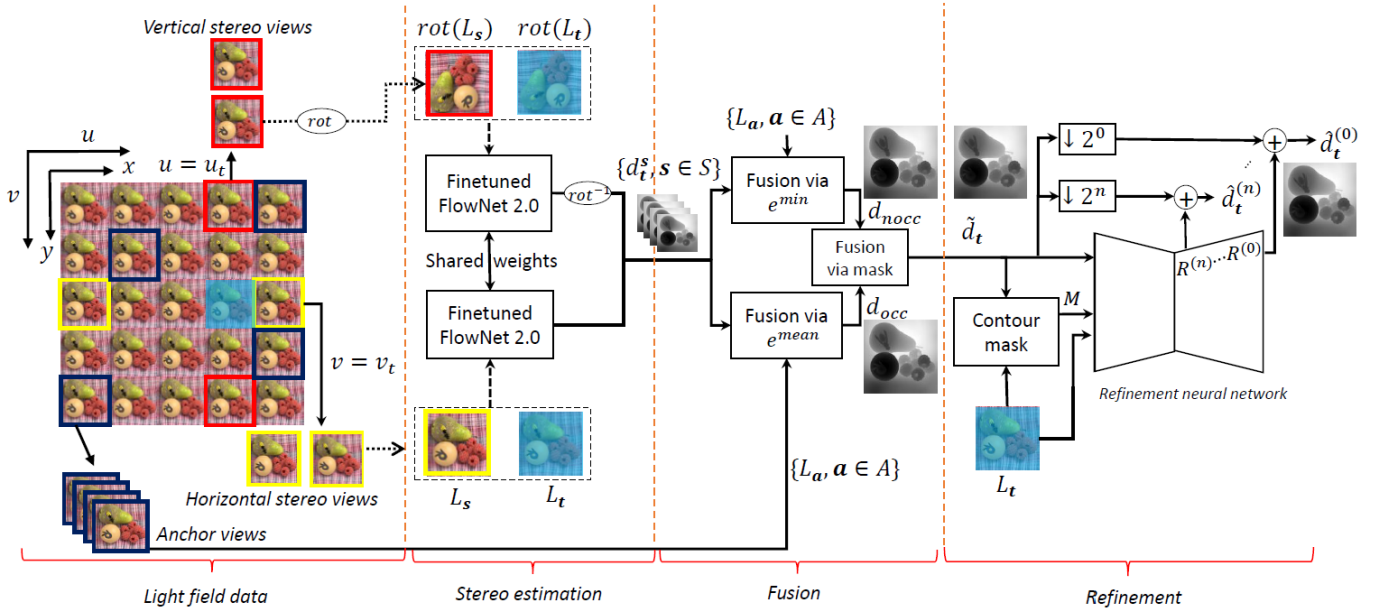 Vertical stereo views
rot
u
x
v
y
u = u_t
v = v_t
Horizontal stereo views
Anchor views
Light field data
rot(L_s)
rot(L_t)
Finetuned
FlowNet 2.0
rot⁻¹
Shared weights
Finetuned
FlowNet 2.0
L_s
L_t
Stereo estimation
{d_t^s, s ∈ S}
{L_a, a ∈ A}
Fusion via
e^min
d_nocc
Fusion
via mask
d_occ
Fusion via
e^mean
{L_a, a ∈ A}
Fusion
d̃_t
↓ 2⁰
+
d̂_t^(0)
⋰
↓ 2ⁿ
+
d̂_t^(n)
R^(n)...R^(0)
Contour
mask
M
Refinement neural network
L_t
Refinement